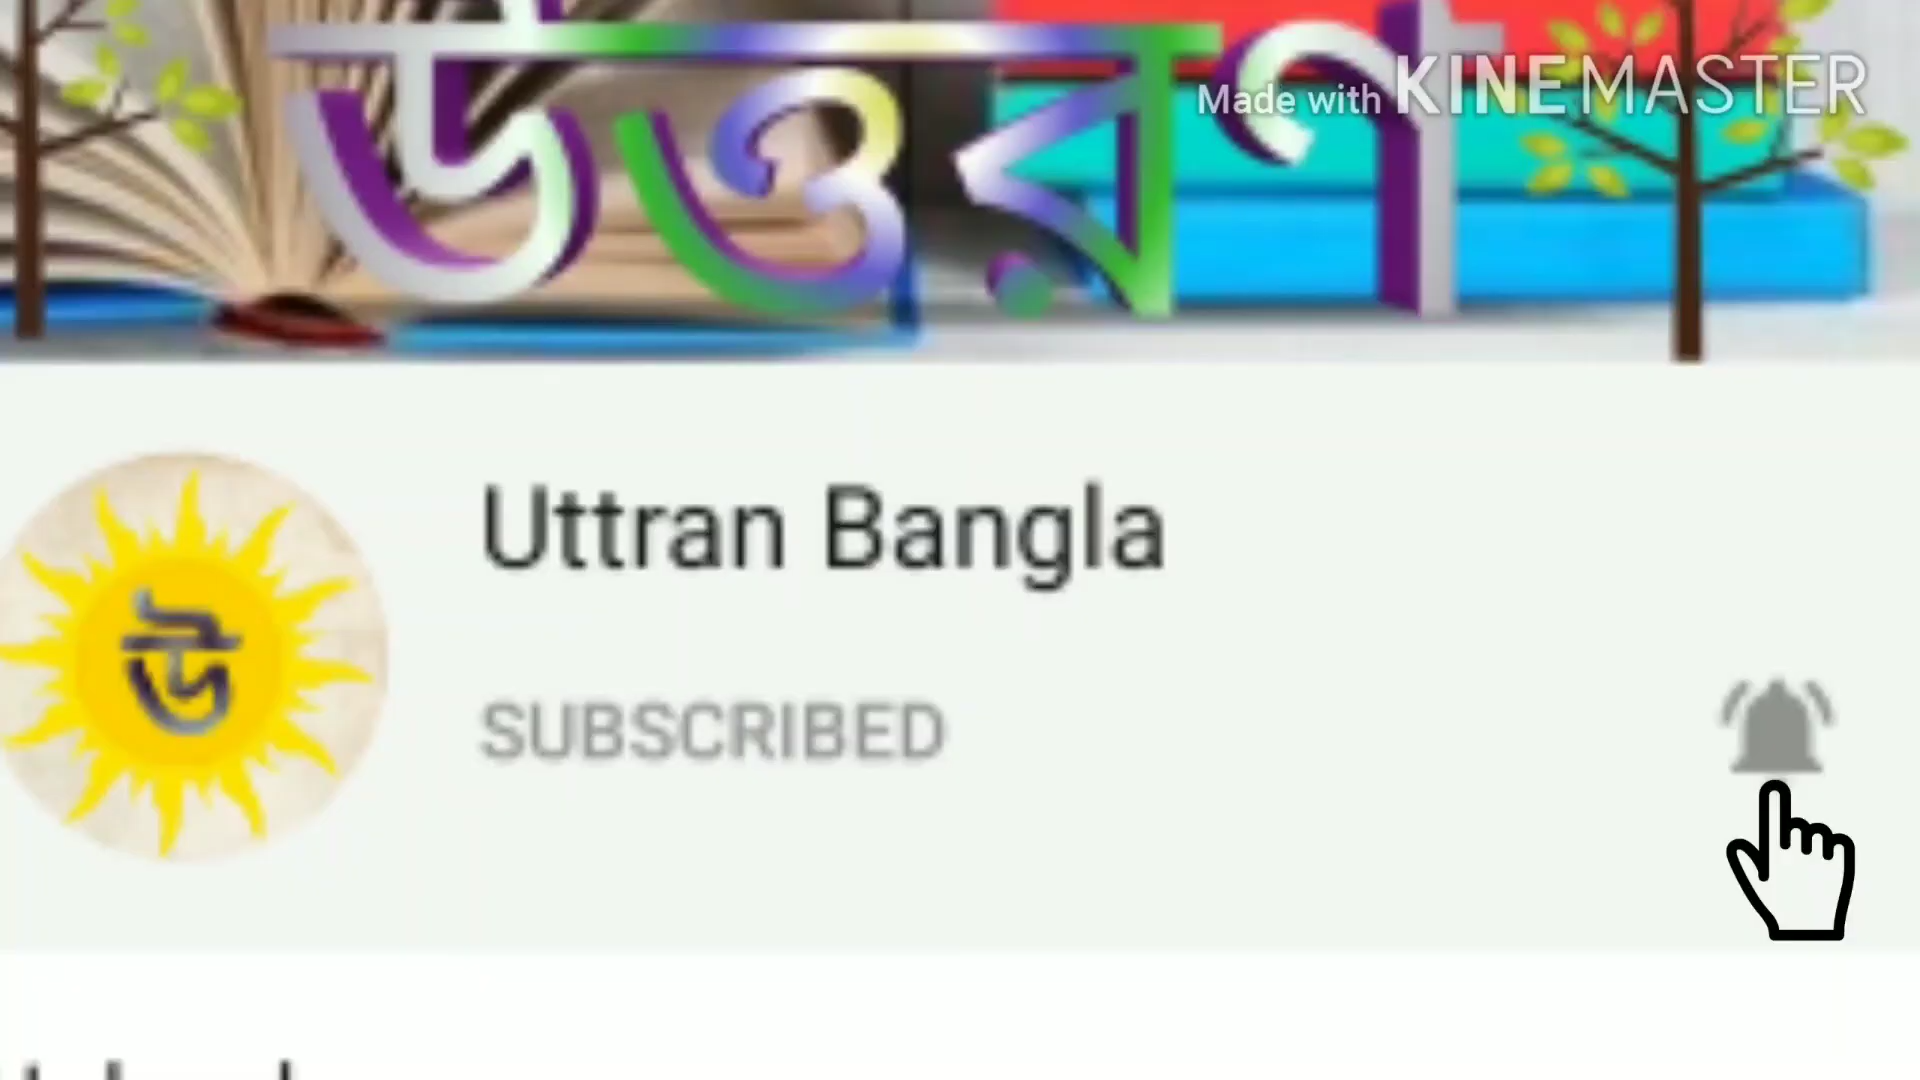 উত্তরণ
Made with KINEMASTER
Uttran Bangla
উ
SUBSCRIBED